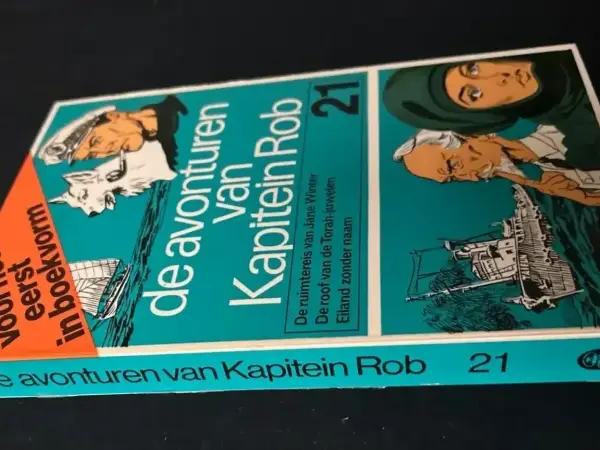 eerst
in boekvorm
de avonturen
van
Kapitein Rob
21
De ruimtereis van Jane Winter
De roof van de Torah-juwelen
Eiland zonder naam
e avonturen van Kapitein Rob 21